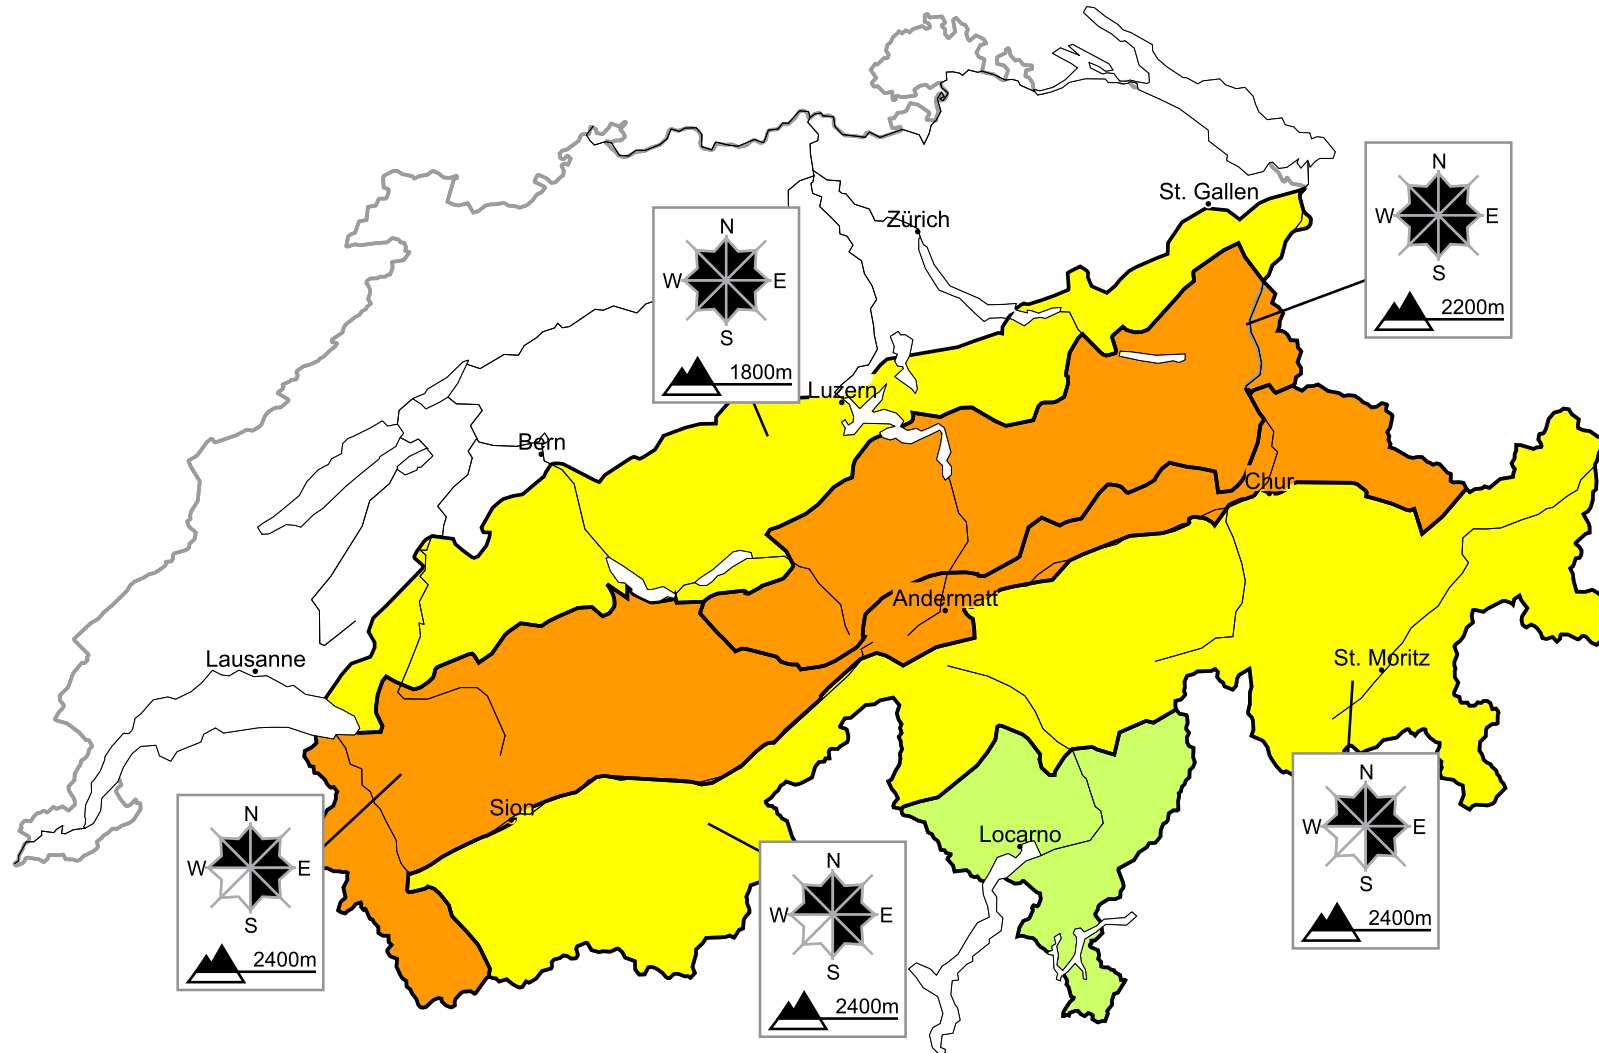 N
W
E
S
2200m
St. Gallen
Zürich
N
W
E
S
1800m
Luzern
Bern
Chur
Andermatt
Lausanne
St. Moritz
Sion
Locarno
N
W
E
S
2400m
N
W
E
S
2400m
N
W
E
S
2400m